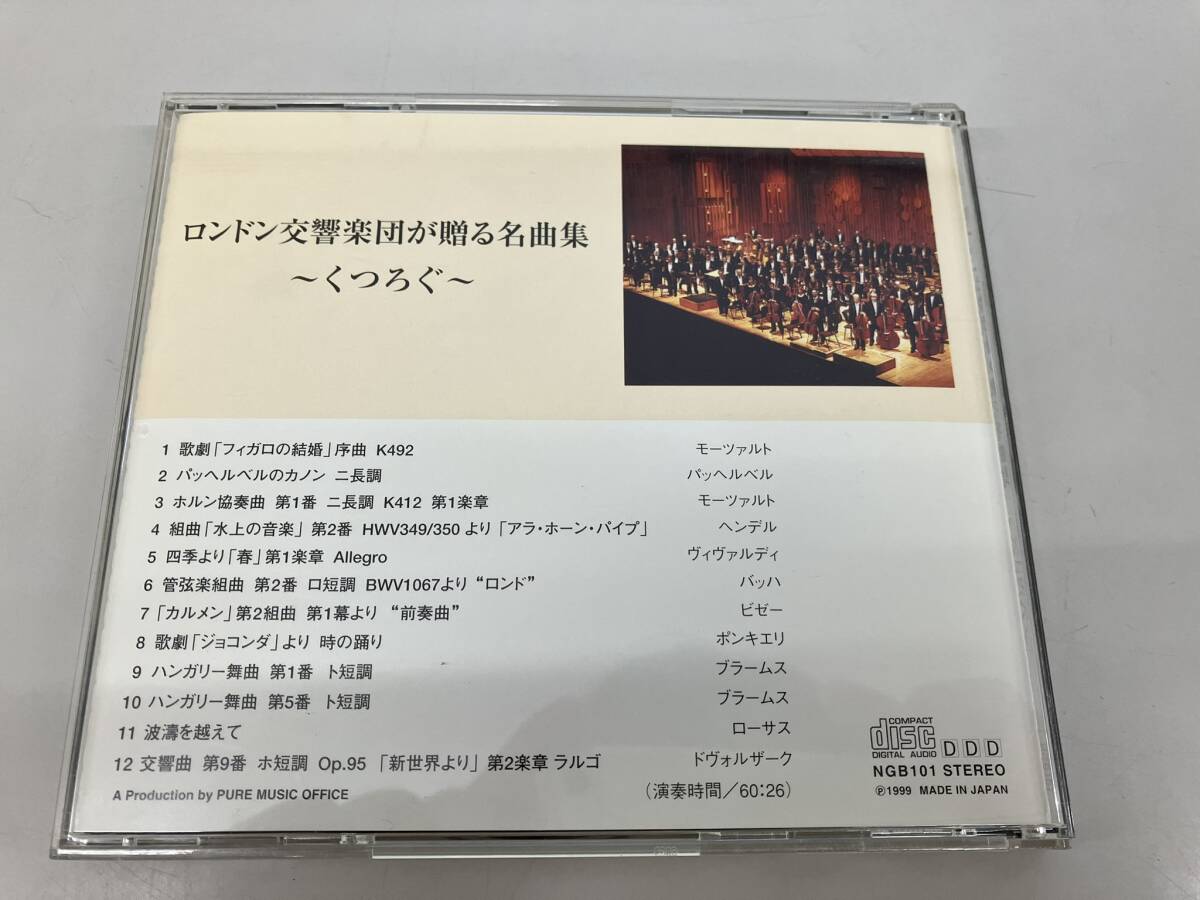 ロンドン交響楽団が贈る名曲集
～くつろぐ～
1 歌劇「フィガロの結婚」序曲 K492 モーツァルト
2 パッヘルベルのカノン ニ長調 パッヘルベル
3 ホルン協奏曲 第1番 ニ長調 K412 第1楽章 モーツァルト
4 組曲「水上の音楽」第2番 HWV349/350 より「アラ・ホーン・パイプ」 ヘンデル
5 四季より「春」第1楽章 Allegro ヴィヴァルディ
6 管弦楽組曲 第2番 ロ短調 BWV1067より “ロンド” バッハ
7 「カルメン」第2組曲 第1幕より “前奏曲” ビゼー
8 歌劇「ジョコンダ」より 時の踊り ポンキエリ
9 ハンガリー舞曲 第1番 ト短調 ブラームス
10 ハンガリー舞曲 第5番 ト短調 ブラームス
11 波濤を越えて ローサス
12 交響曲 第9番 ホ短調 Op.95 「新世界より」 第2楽章 ラルゴ ドヴォルザーク
A Production by PURE MUSIC OFFICE
（演奏時間／60:26）
COMPACT
disc
DIGITAL AUDIO
DDD
NGB101 STEREO
Ⓟ1999 MADE IN JAPAN